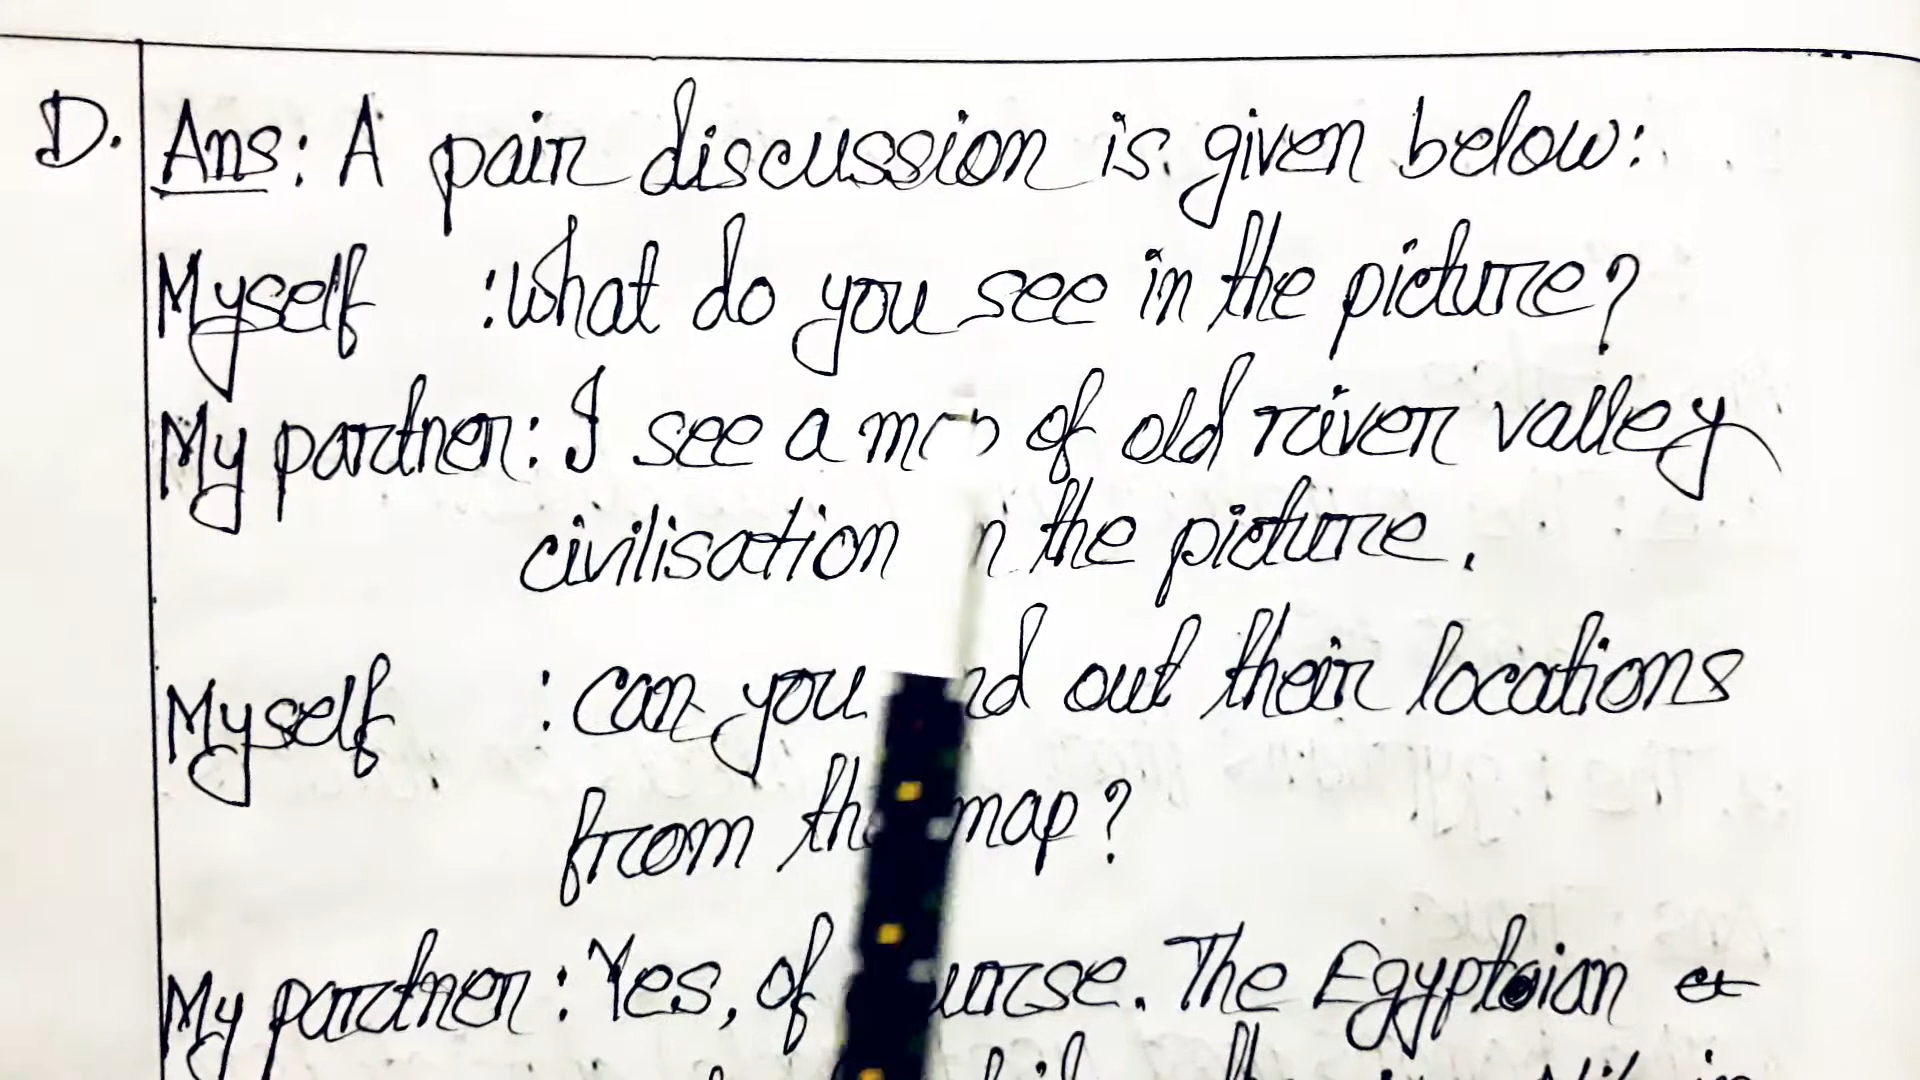 D. Ans: A pair discussion is given below:
Myself : What do you see in the picture?
My partner: I see a of old river valley
civilisation the picture.
Myself : can you out their locations
from map?
My partner: Yes, of The Egyptian